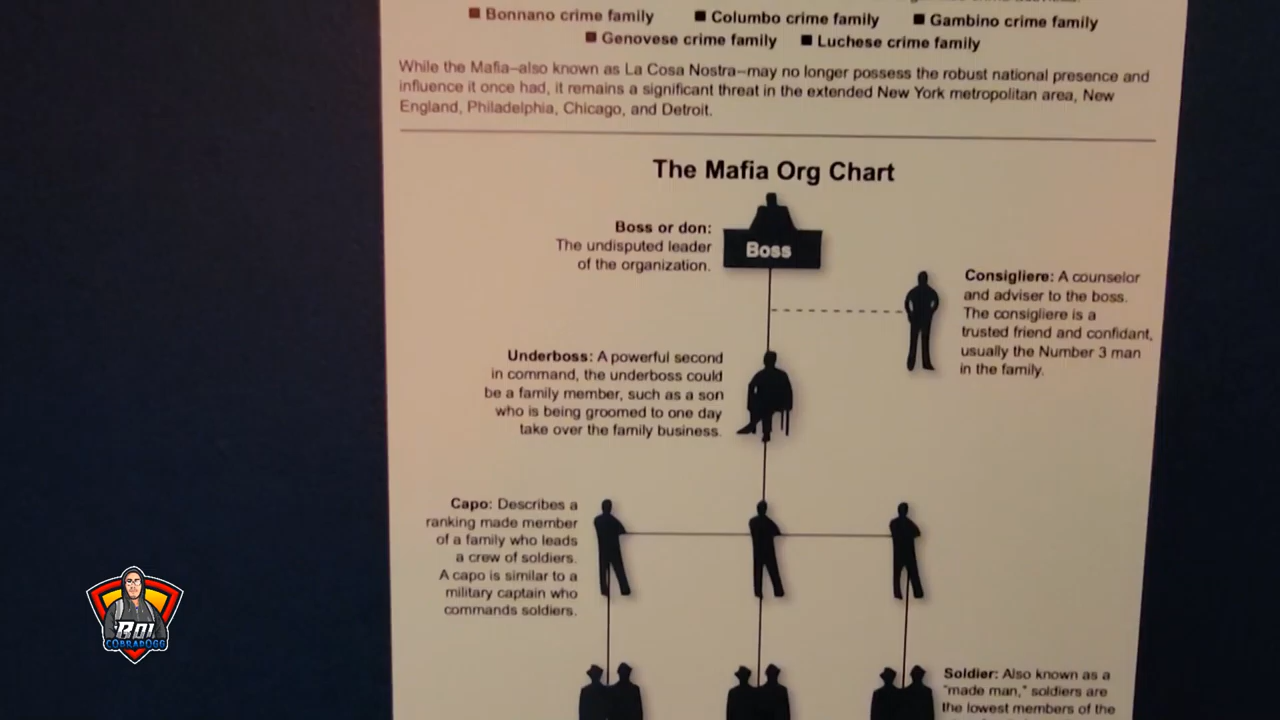 Bonnano crime family Columbo crime family Gambino crime family
Genovese crime family Luchese crime family
While the Mafia–also known as La Cosa Nostra–may no longer possess the robust national presence and
influence it once had, it remains a significant threat in the extended New York metropolitan area, New
England, Philadelphia, Chicago, and Detroit.
The Mafia Org Chart
Boss or don:
The undisputed leader
of the organization.
Boss
Consigliere: A counselor
and adviser to the boss.
The consigliere is a
trusted friend and confidant,
usually the Number 3 man
in the family.
Underboss: A powerful second
in command, the underboss could
be a family member, such as a son
who is being groomed to one day
take over the family business.
Capo: Describes a
ranking made member
of a family who leads
a crew of soldiers.
A capo is similar to a
military captain who
commands soldiers.
Soldier: Also known as a
"made man," soldiers are
the lowest members of the
BOI
COBRADOGG